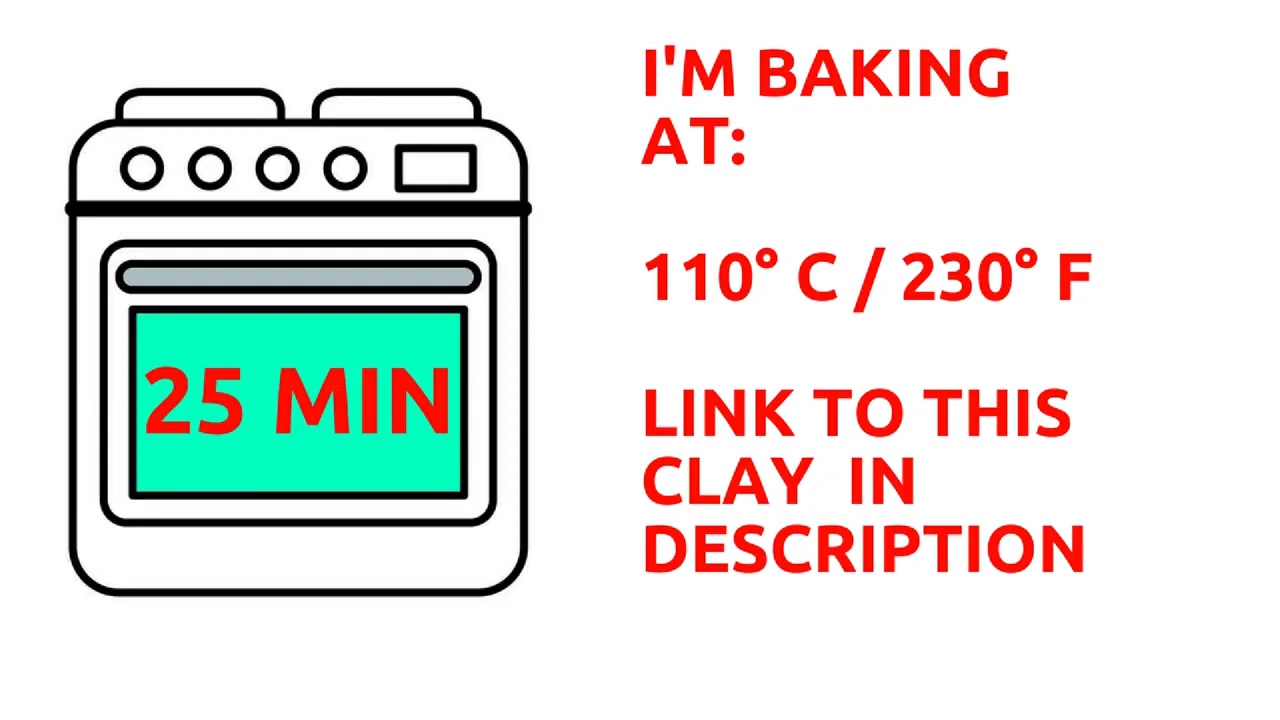 25 MIN
I'M BAKING
AT:
110° C / 230° F
LINK TO THIS
CLAY  IN
DESCRIPTION